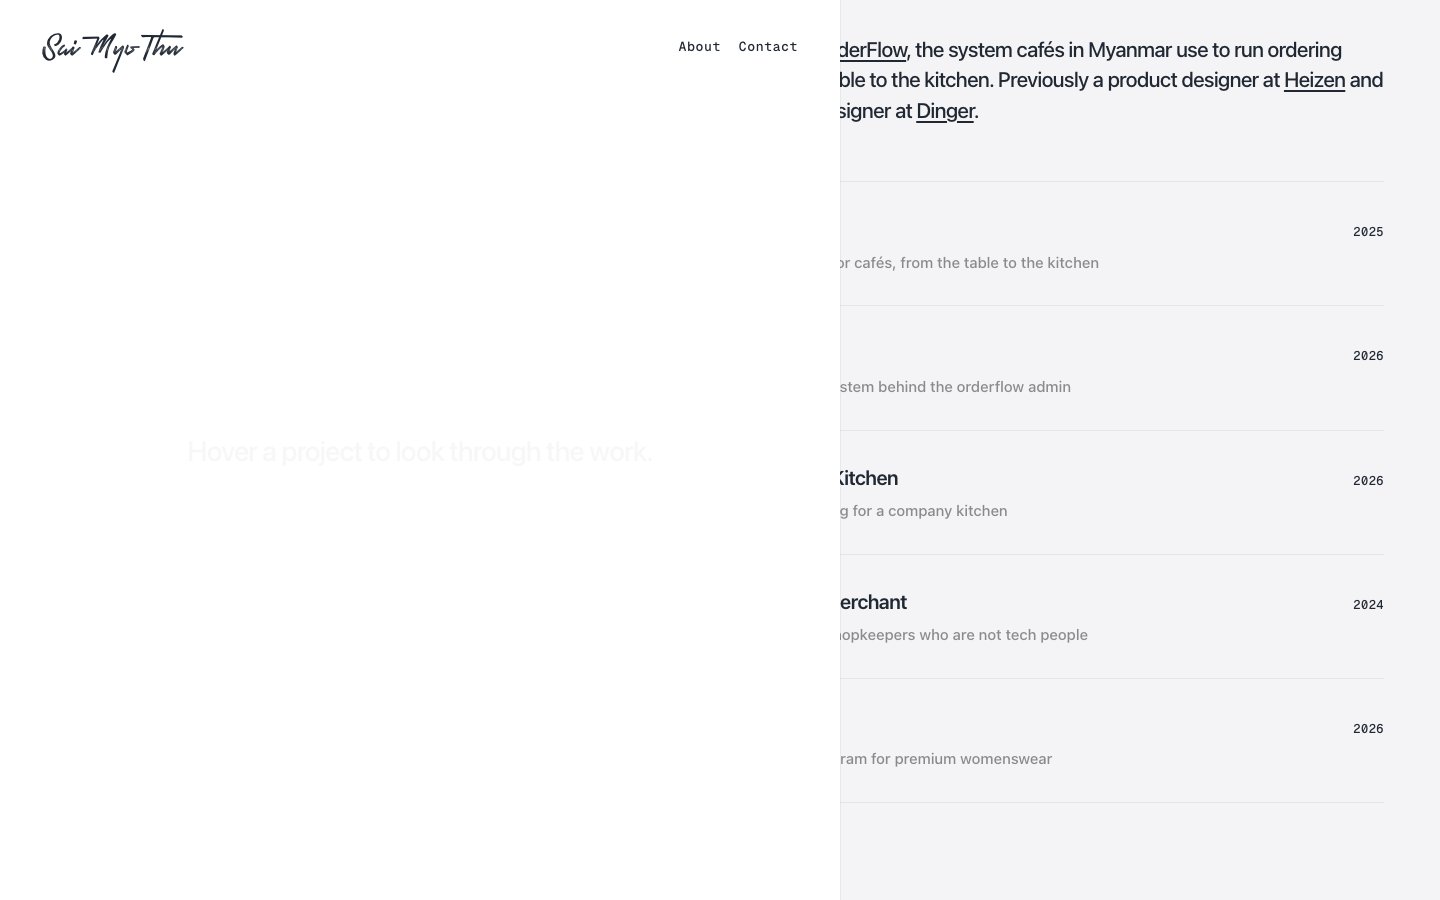 Sai Myo Thu
About Contact
Hover a project to look through the work.
derFlow, the system cafés in Myanmar use to run ordering
ble to the kitchen. Previously a product designer at Heizen and
signer at Dinger.
2025
or cafés, from the table to the kitchen
2026
stem behind the orderflow admin
Kitchen
2026
g for a company kitchen
erchant
2024
hopkeepers who are not tech people
2026
ram for premium womenswear